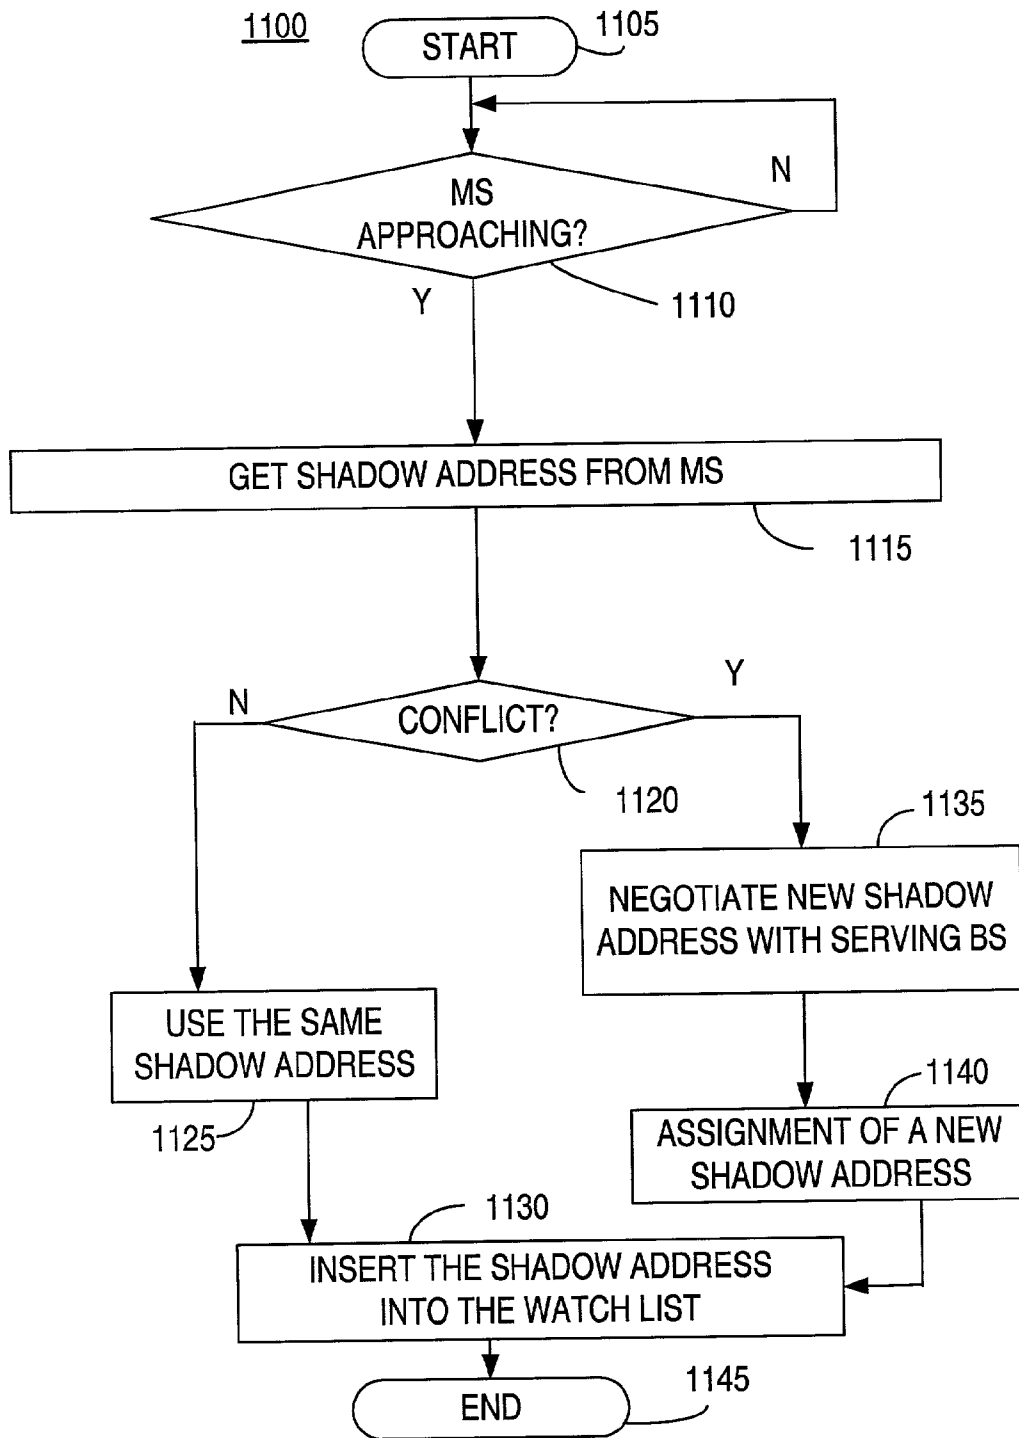 1100
START
1105
MS
APPROACHING?
N
Y
1110
GET SHADOW ADDRESS FROM MS
1115
N
CONFLICT?
Y
1120
1135
NEGOTIATE NEW SHADOW
ADDRESS WITH SERVING BS
USE THE SAME
SHADOW ADDRESS
1125
1140
ASSIGNMENT OF A NEW
SHADOW ADDRESS
1130
INSERT THE SHADOW ADDRESS
INTO THE WATCH LIST
END
1145